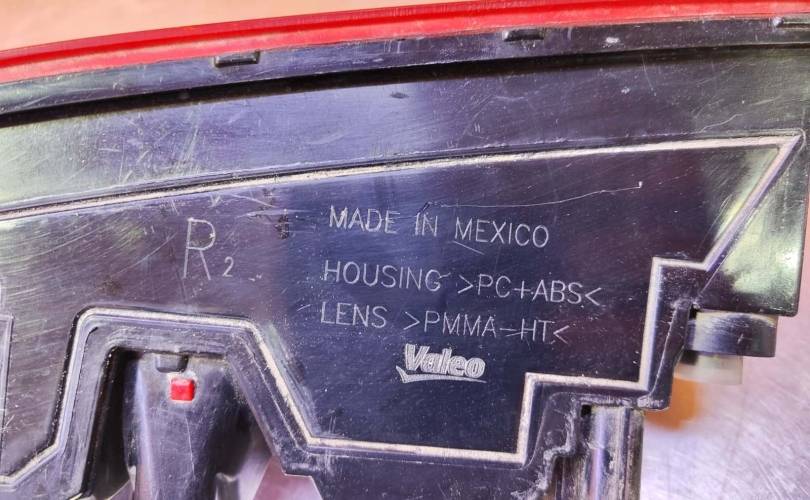 R2
MADE IN MEXICO
HOUSING >PC+ABS<
LENS >PMMA-HT<
Valeo